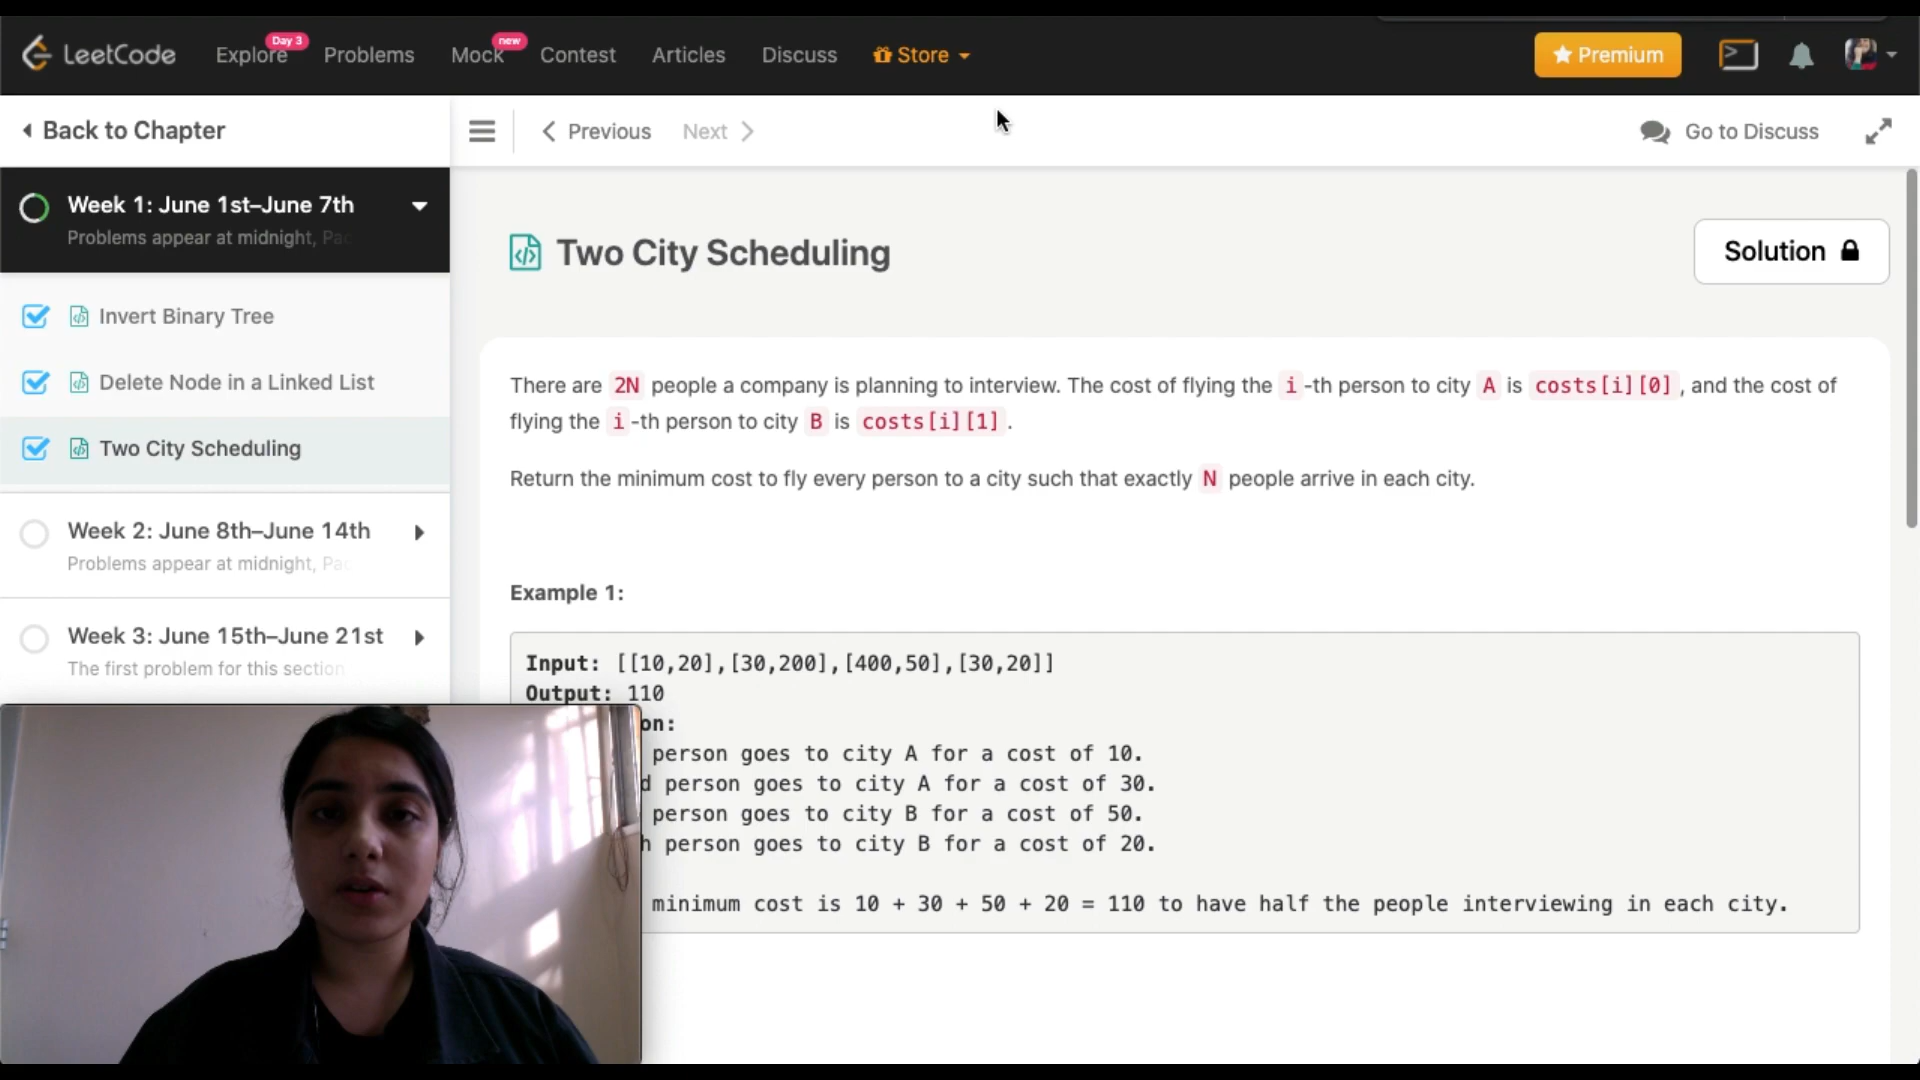 LeetCode
Explore Day 3 Problems Mock new Contest Articles Discuss Store Premium
Back to Chapter
Previous Next Go to Discuss
Week 1: June 1st–June 7th
Problems appear at midnight,
Invert Binary Tree
Delete Node in a Linked List
Two City Scheduling
Week 2: June 8th–June 14th
Problems appear at midnight,
Week 3: June 15th–June 21st
The first problem for this section
Two City Scheduling
Solution
There are 2N people a company is planning to interview. The cost of flying the i -th person to city A is costs[i][0] , and the cost of
flying the i -th person to city B is costs[i][1] .
Return the minimum cost to fly every person to a city such that exactly N people arrive in each city.
Example 1:
Input: [[10,20],[30,200],[400,50],[30,20]]
Output: 110
on:
person goes to city A for a cost of 10.
d person goes to city A for a cost of 30.
person goes to city B for a cost of 50.
h person goes to city B for a cost of 20.
minimum cost is 10 + 30 + 50 + 20 = 110 to have half the people interviewing in each city.